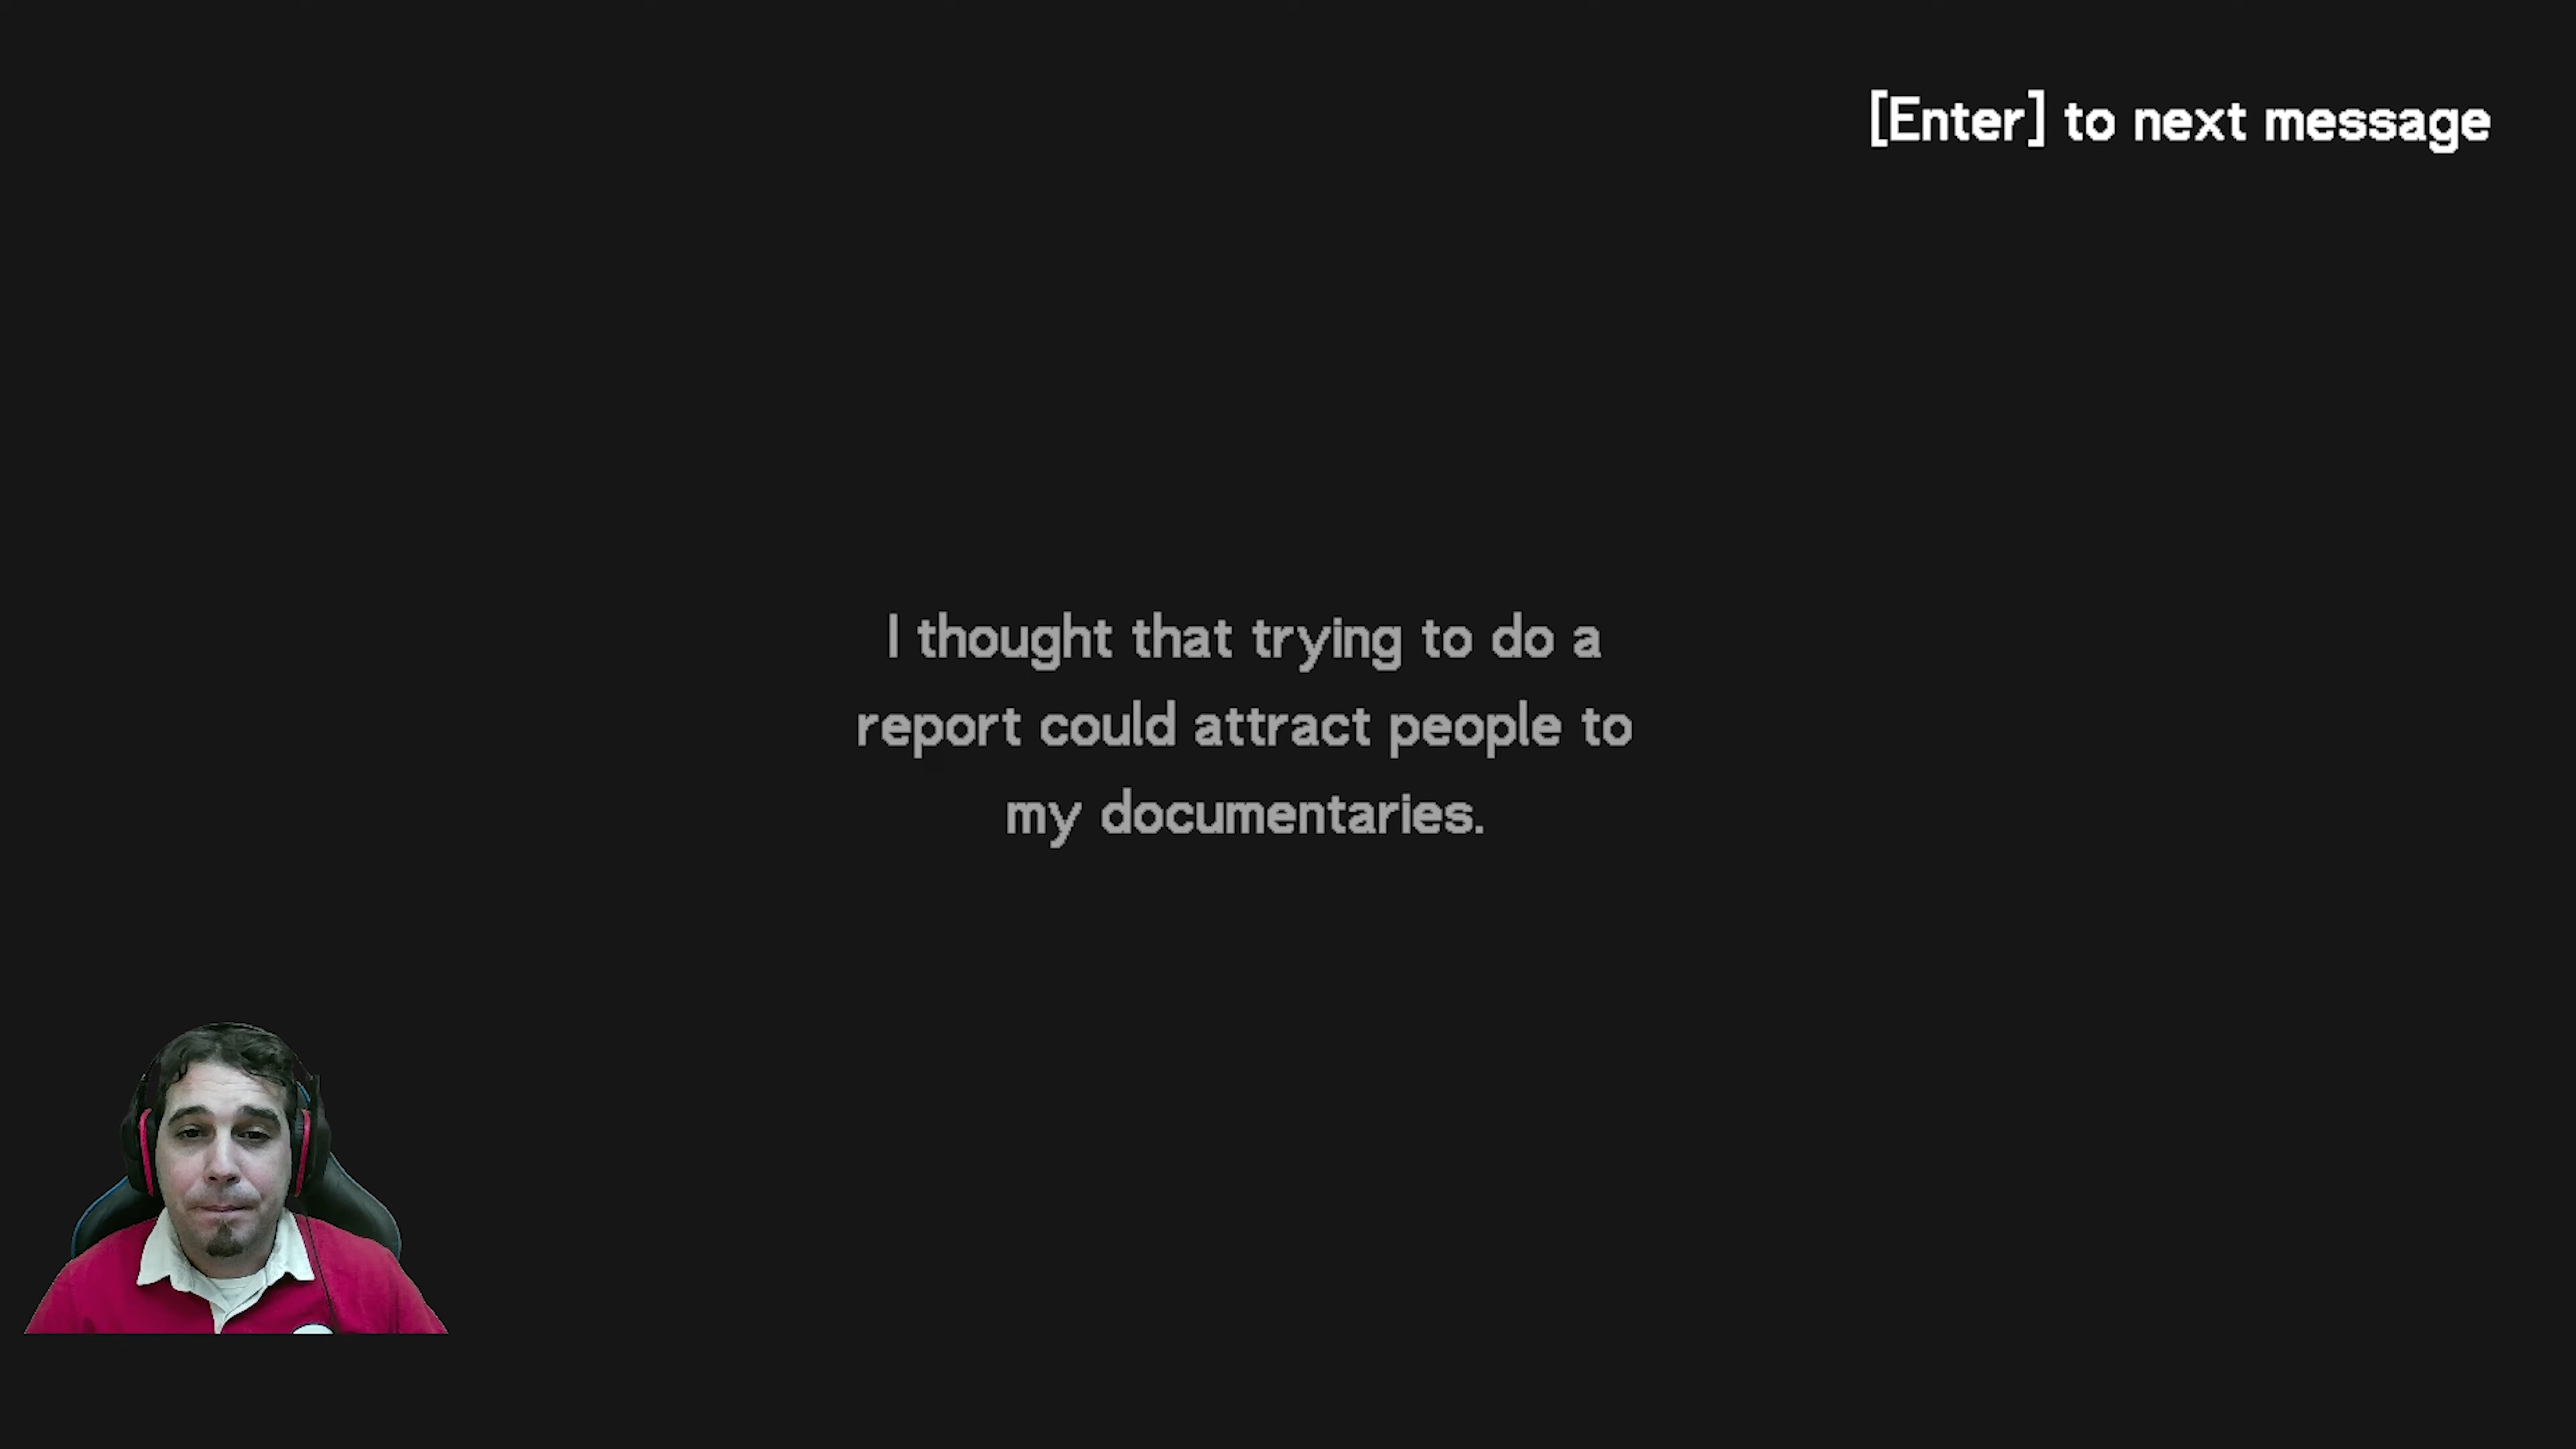 [Enter] to next message
I thought that trying to do a
report could attract people to
my documentaries.